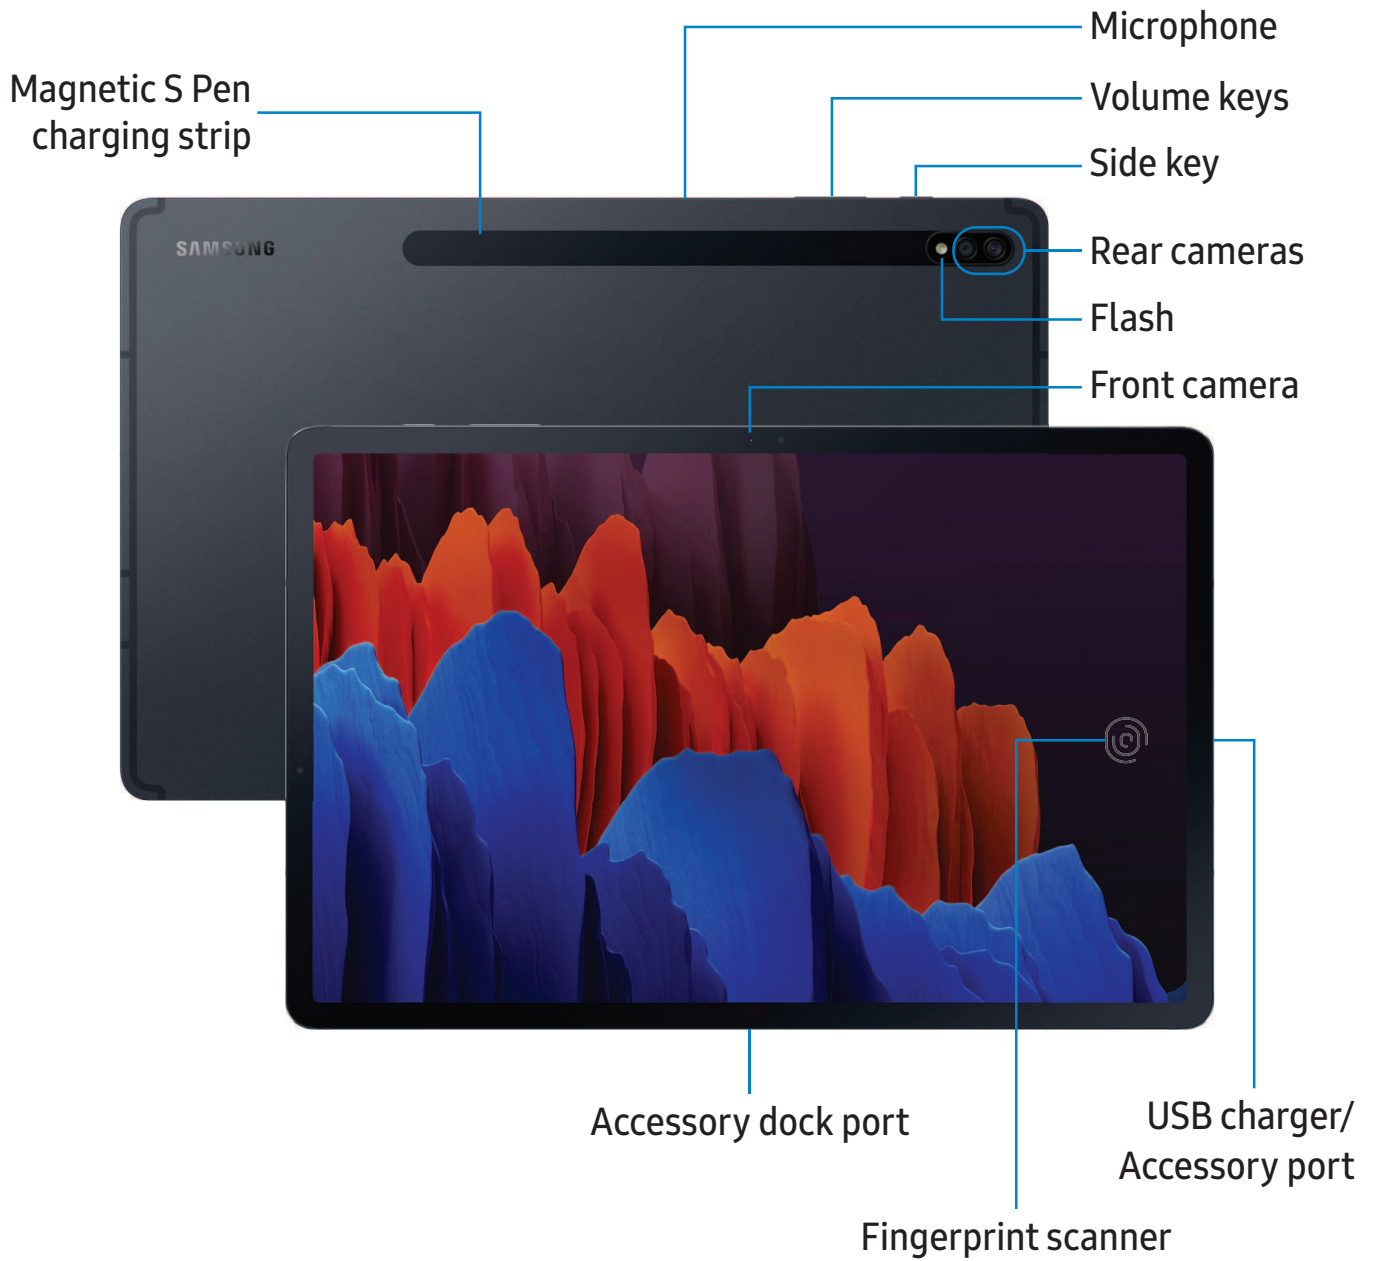 Microphone
Magnetic S Pen
charging strip
Volume keys
Side key
SAMSUNG
Rear cameras
Flash
Front camera
Accessory dock port
USB charger/
Accessory port
Fingerprint scanner